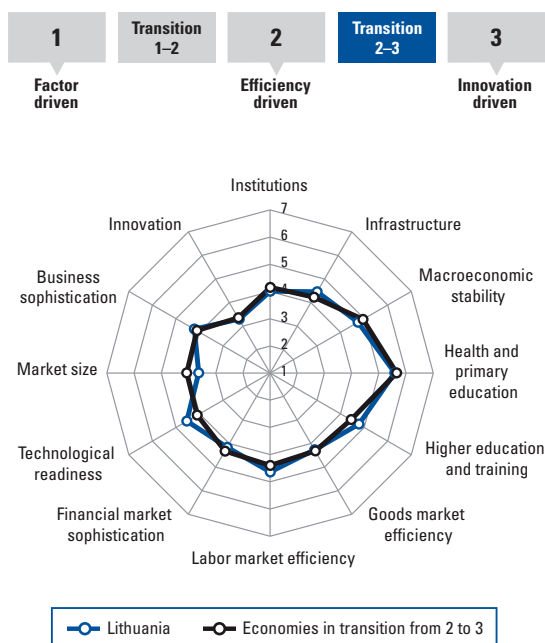 1
Transition
1–2
2
Transition
2–3
3
Factor
driven
Efficiency
driven
Innovation
driven
Institutions
7
Innovation
Infrastructure
6
5
Business
sophistication
Macroeconomic
stability
4
3
2
Market size
1
Health and
primary
education
Technological
readiness
Higher education
and training
Financial market
sophistication
Goods market
efficiency
Labor market efficiency
Lithuania
Economies in transition from 2 to 3